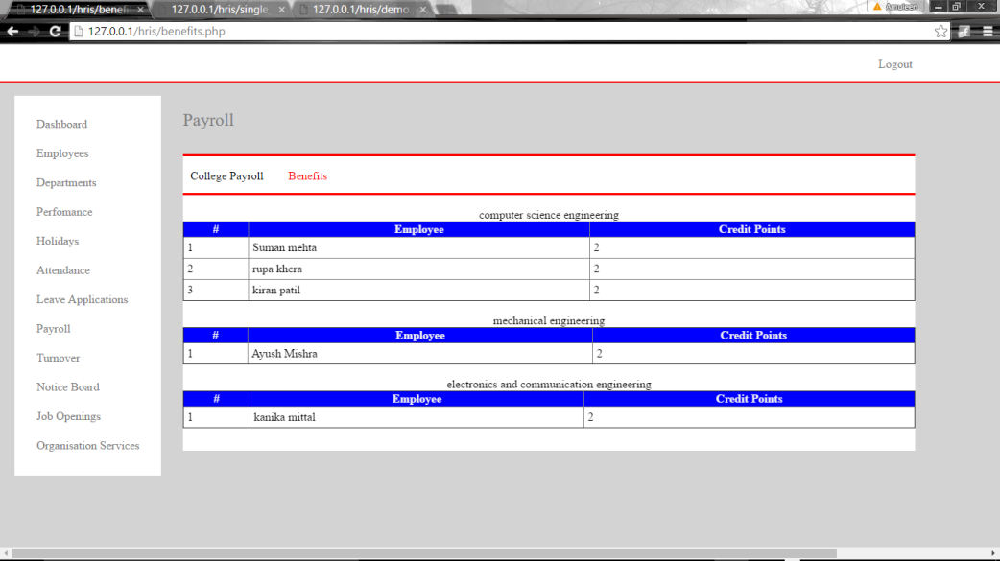 127.0.0.1/hris/benefi
127.0.0.1/hris/single
127.0.0.1/hris/demo
Amuleen
127.0.0.1/hris/benefits.php
Logout
Dashboard
Employees
Departments
Perfomance
Holidays
Attendance
Leave Applications
Payroll
Turnover
Notice Board
Job Openings
Organisation Services
Payroll
College Payroll Benefits
computer science engineering
# Employee Credit Points
1 Suman mehta 2
2 rupa khera 2
3 kiran patil 2
mechanical engineering
# Employee Credit Points
1 Ayush Mishra 2
electronics and communication engineering
# Employee Credit Points
1 kanika mittal 2